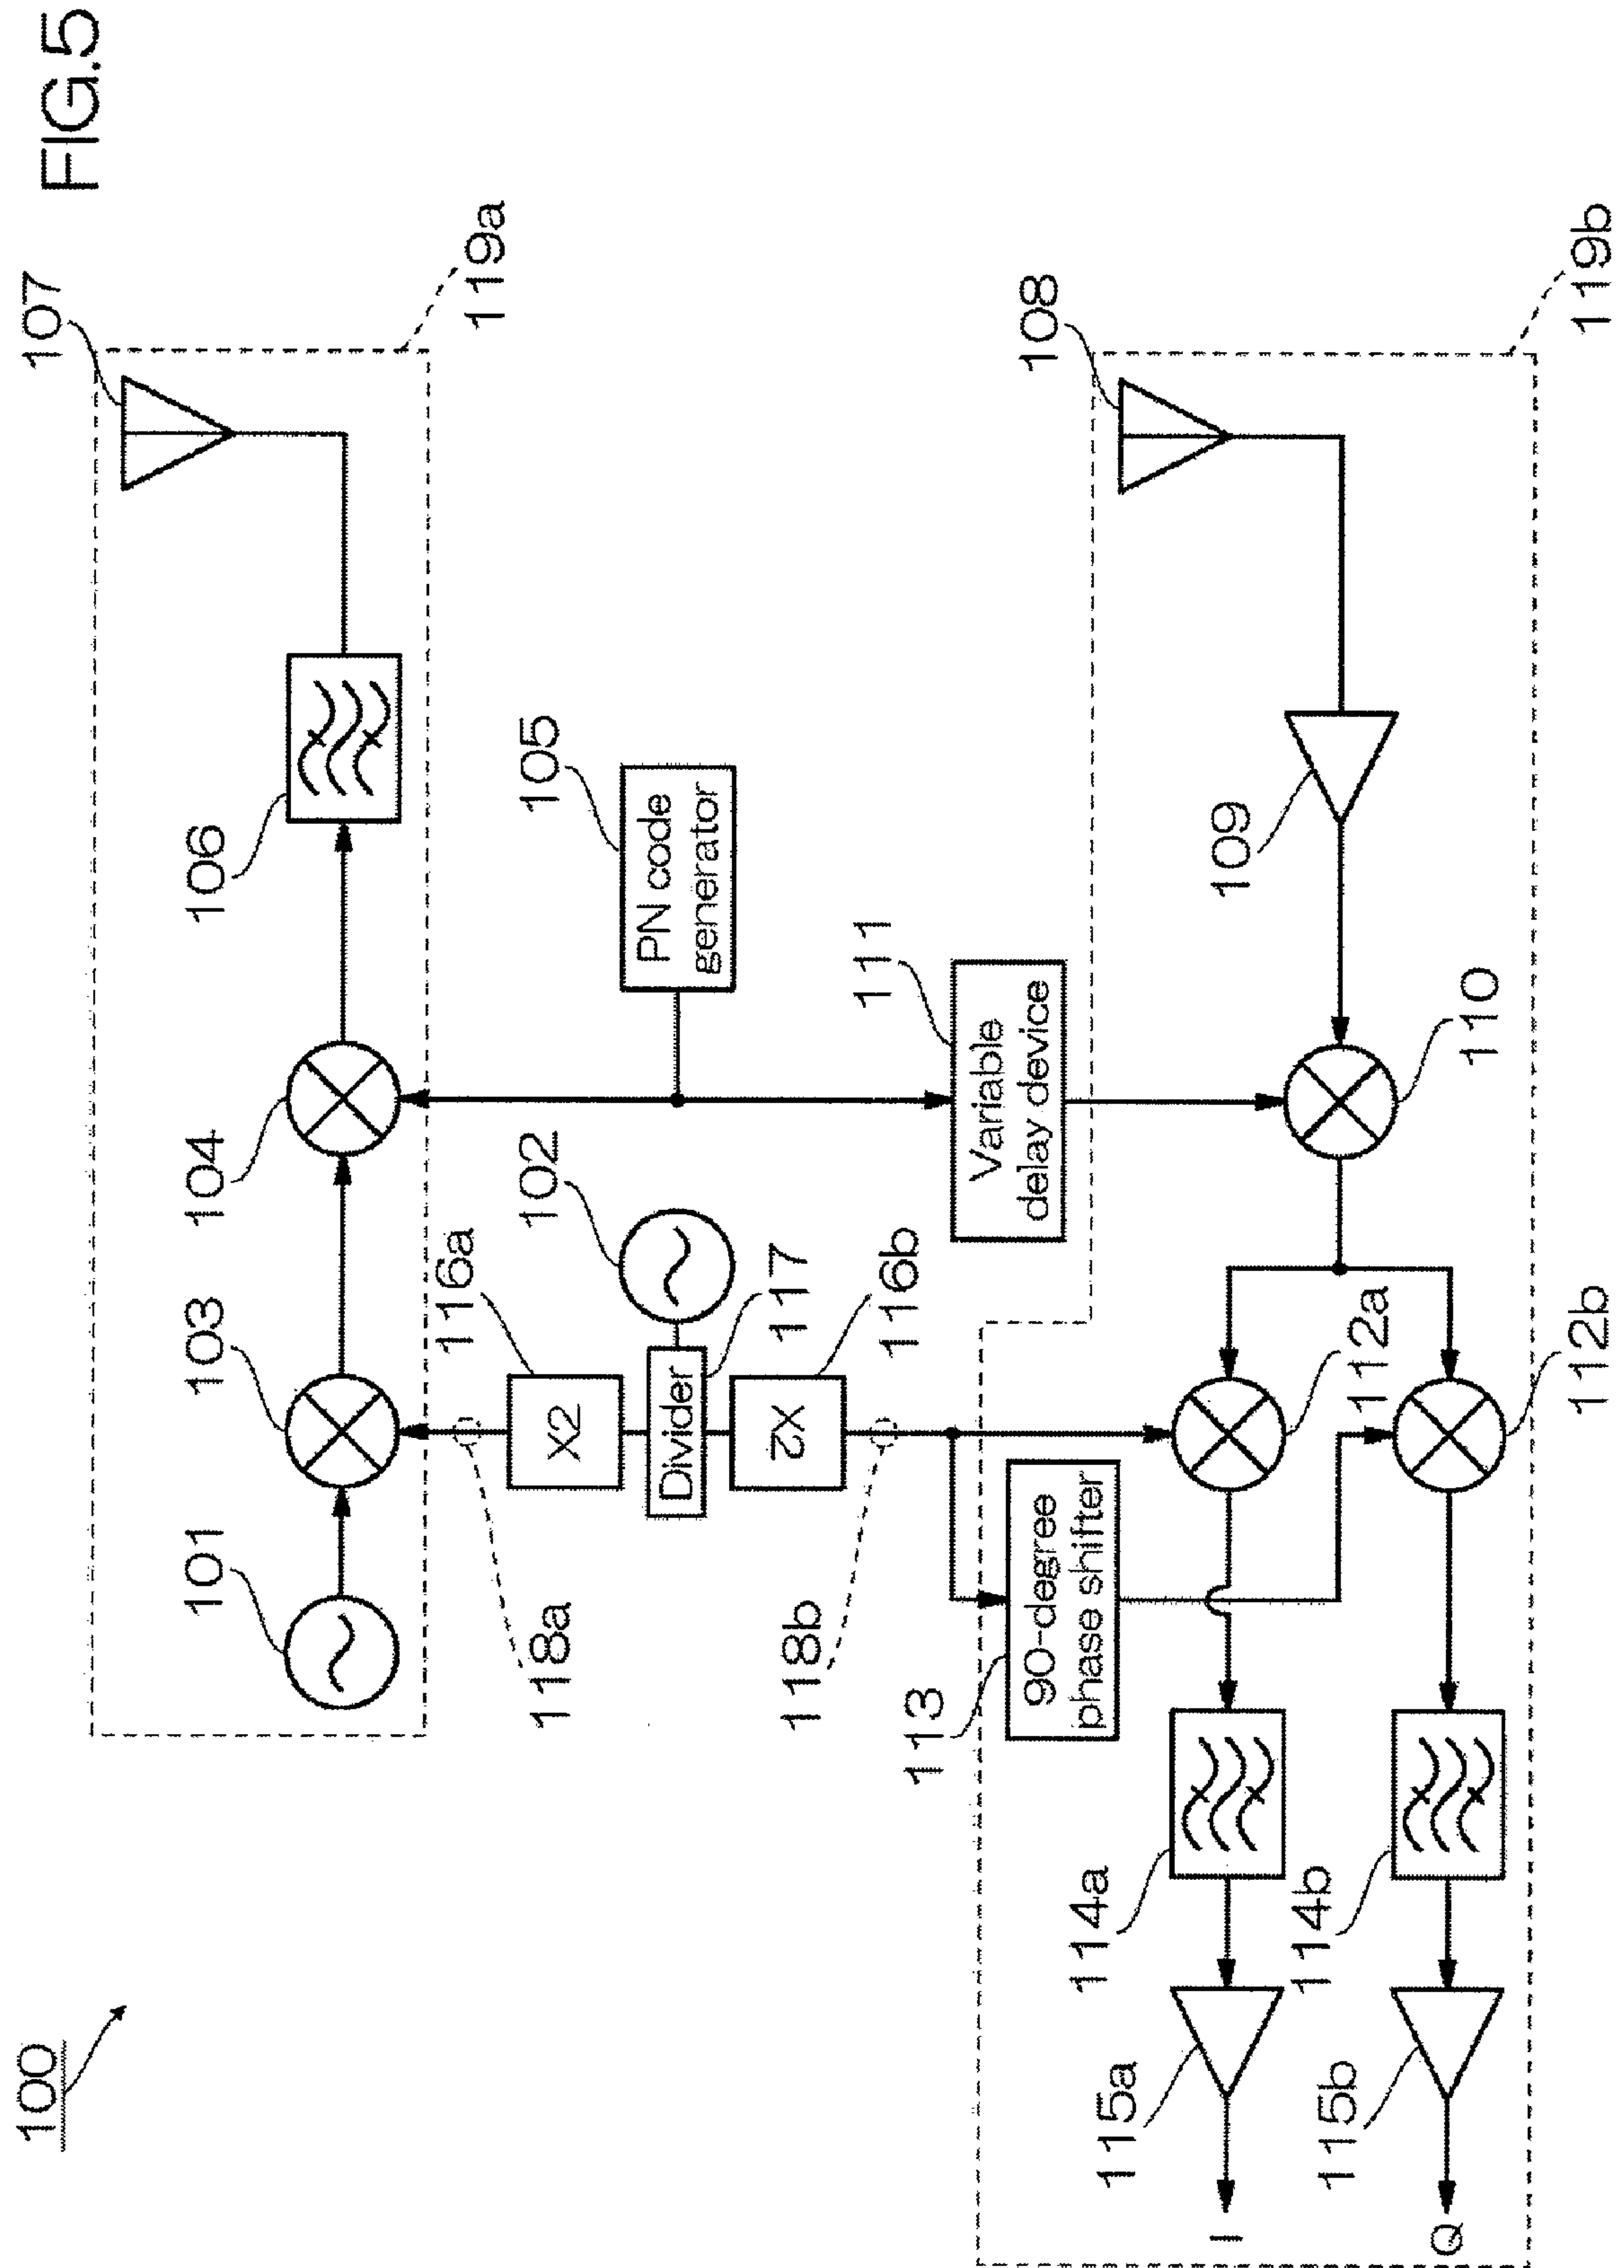 FIG.5
100
107
119a
106
104
103
101
105
PN code
generator
102
116a
X2
117
Divider
116b
X2
118a
118b
111
Variable
delay device
108
119b
109
110
112a
112b
113
90-degree
phase shifter
114a
114b
115a
115b
I
Q